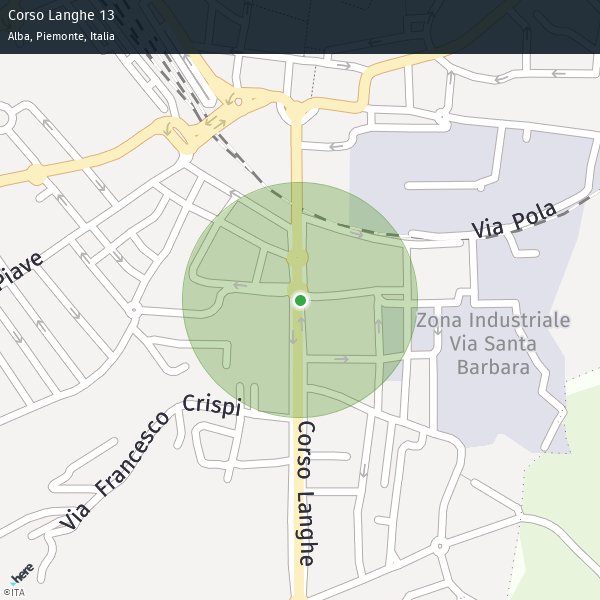 Corso Langhe 13
Alba, Piemonte, Italia
Via Pola
Piave
Zona Industriale
Via Santa
Barbara
Crispi
Via Francesco
Corso Langhe
here
©ITA